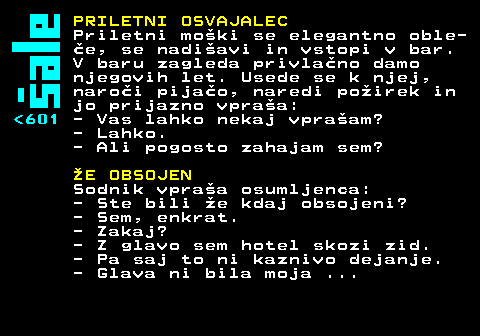 Šale
<601
PRILETNI OSVAJALEC
Priletni moški se elegantno oble-
če, se nadišavi in vstopi v bar.
V baru zagleda privlačno damo
njegovih let. Usede se k njej,
naroči pijačo, naredi požirek in
jo prijazno vpraša:
- Vas lahko nekaj vprašam?
- Lahko.
- Ali pogosto zahajam sem?
ŽE OBSOJEN
Sodnik vpraša osumljenca:
- Ste bili že kdaj obsojeni?
- Sem, enkrat.
- Zakaj?
- Z glavo sem hotel skozi zid.
- Pa saj to ni kaznivo dejanje.
- Glava ni bila moja ...